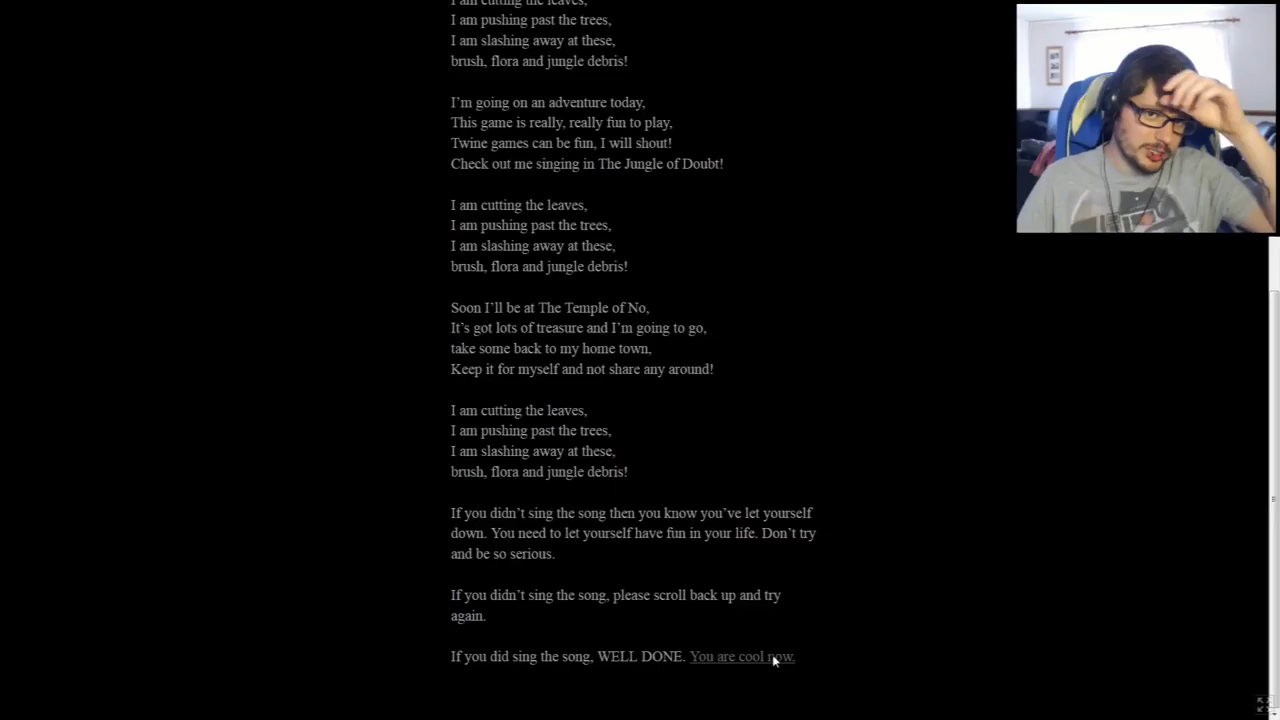 I am cutting the leaves,
I am pushing past the trees,
I am slashing away at these,
brush, flora and jungle debris!
I’m going on an adventure today,
This game is really, really fun to play,
Twine games can be fun, I will shout!
Check out me singing in The Jungle of Doubt!
I am cutting the leaves,
I am pushing past the trees,
I am slashing away at these,
brush, flora and jungle debris!
Soon I’ll be at The Temple of No,
It’s got lots of treasure and I’m going to go,
take some back to my home town,
Keep it for myself and not share any around!
I am cutting the leaves,
I am pushing past the trees,
I am slashing away at these,
brush, flora and jungle debris!
If you didn’t sing the song then you know you’ve let yourself
down. You need to let yourself have fun in your life. Don’t try
and be so serious.
If you didn’t sing the song, please scroll back up and try
again.
If you did sing the song, WELL DONE. You are cool now.